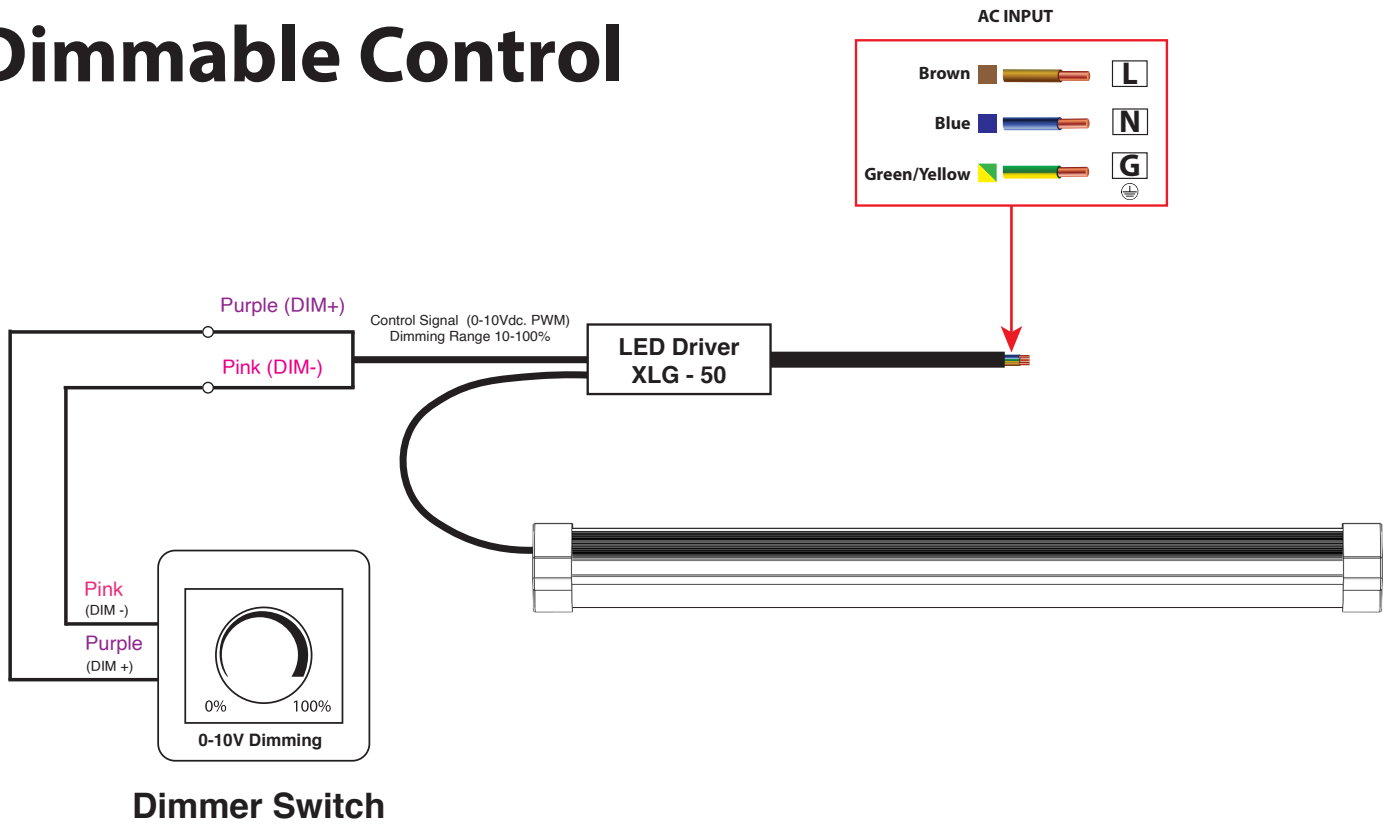 Dimmable Control
AC INPUT
Brown L
Blue N
Green/Yellow G
Purple (DIM+)
Control Signal (0-10Vdc. PWM)
Dimming Range 10-100%
Pink (DIM-)
LED Driver
XLG - 50
Pink
(DIM -)
Purple
(DIM +)
0% 100%
0-10V Dimming
Dimmer Switch